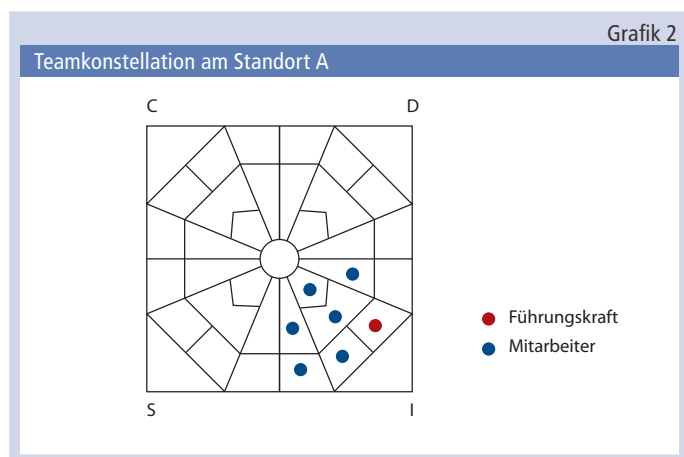 Grafik 2
Teamkonstellation am Standort A
C D
Führungskraft
Mitarbeiter
S I